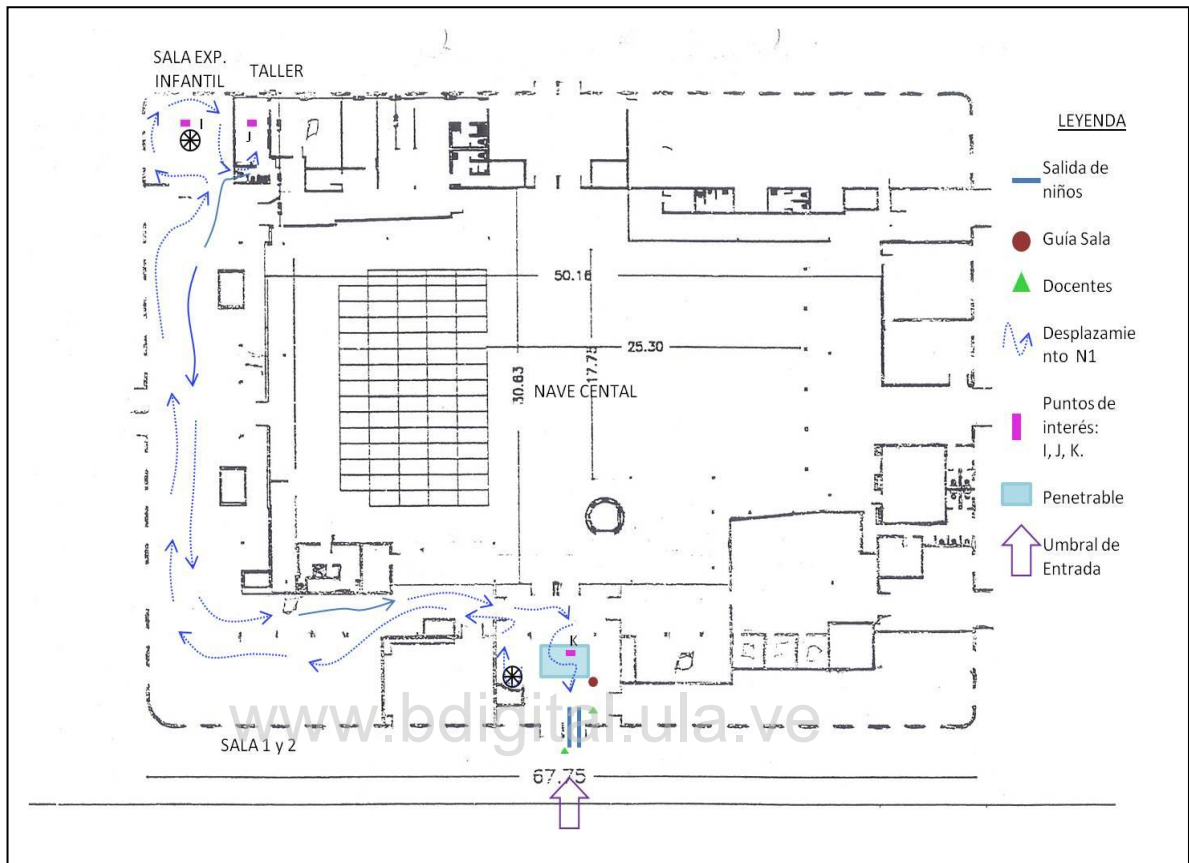 SALA EXP.
INFANTIL
TALLER
I
J
LEYENDA
Salida de
niños
Guía Sala
Docentes
Desplazamie
nto N1
Puntos de
interés:
I, J, K.
Penetrable
Umbral de
Entrada
50.16
25.30
30.63
17.75
NAVE CENTAL
K
www.bdigital.ula.ve
SALA 1 y 2
67.75